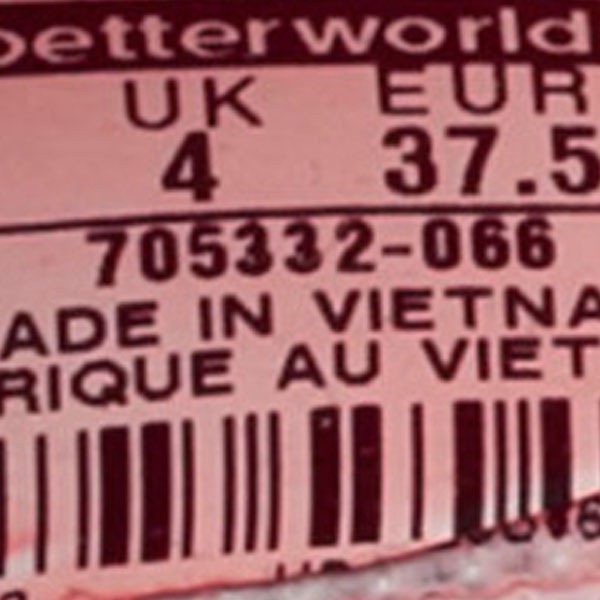 betterworld
UK EUR
4 37.5
705332-066
ADE IN VIETNA
RIQUE AU VIET